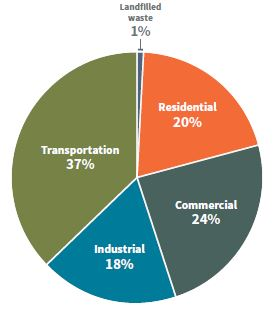 Landfilled
waste
1%
Residential
20%
Transportation
37%
Commercial
24%
Industrial
18%